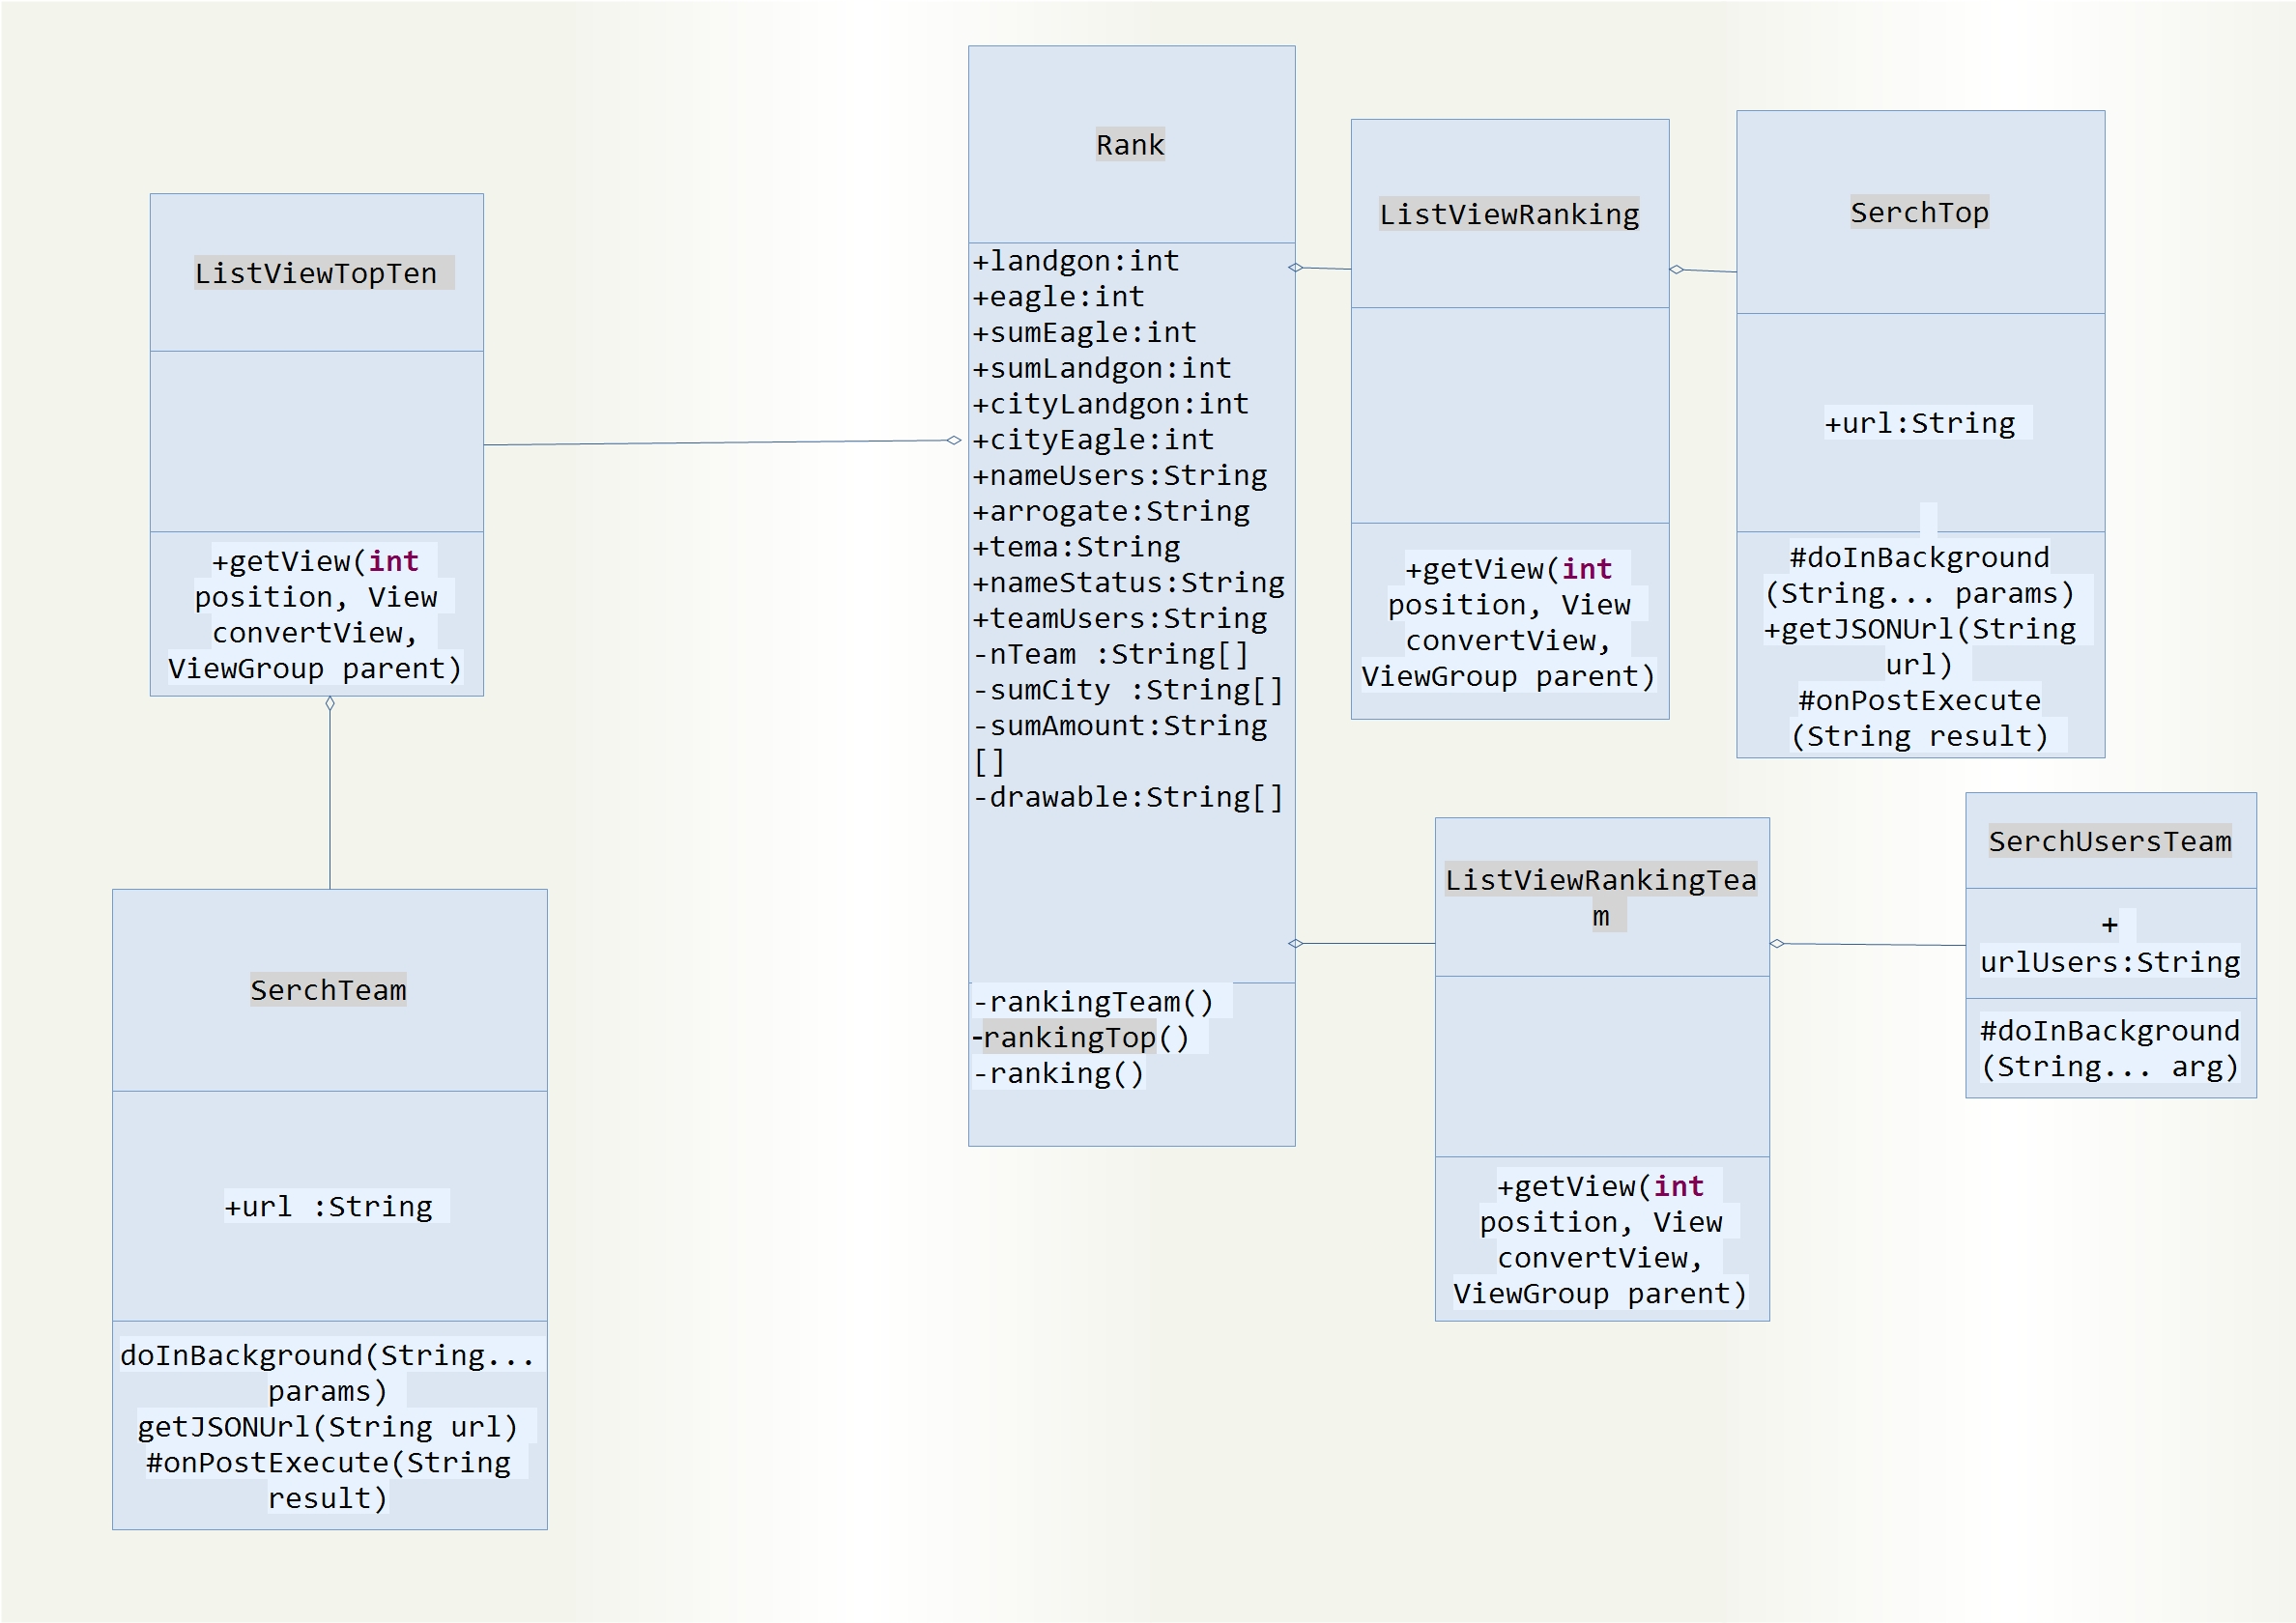 ListViewTopTen
+getView(int
position, View
convertView,
ViewGroup parent)
SerchTeam
+url :String
doInBackground(String...
params)
getJSONUrl(String url)
#onPostExecute(String
result)
Rank
+landgon:int
+eagle:int
+sumEagle:int
+sumLandgon:int
+cityLandgon:int
+cityEagle:int
+nameUsers:String
+arrogate:String
+tema:String
+nameStatus:String
+teamUsers:String
-nTeam :String[]
-sumCity :String[]
-sumAmount:String
[]
-drawable:String[]
-rankingTeam()
-rankingTop()
-ranking()
ListViewRanking
+getView(int
position, View
convertView,
ViewGroup parent)
SerchTop
+url:String
#doInBackground
(String... params)
+getJSONUrl(String
url)
#onPostExecute
(String result)
ListViewRankingTea
m
+getView(int
position, View
convertView,
ViewGroup parent)
SerchUsersTeam
+
urlUsers:String
#doInBackground
(String... arg)